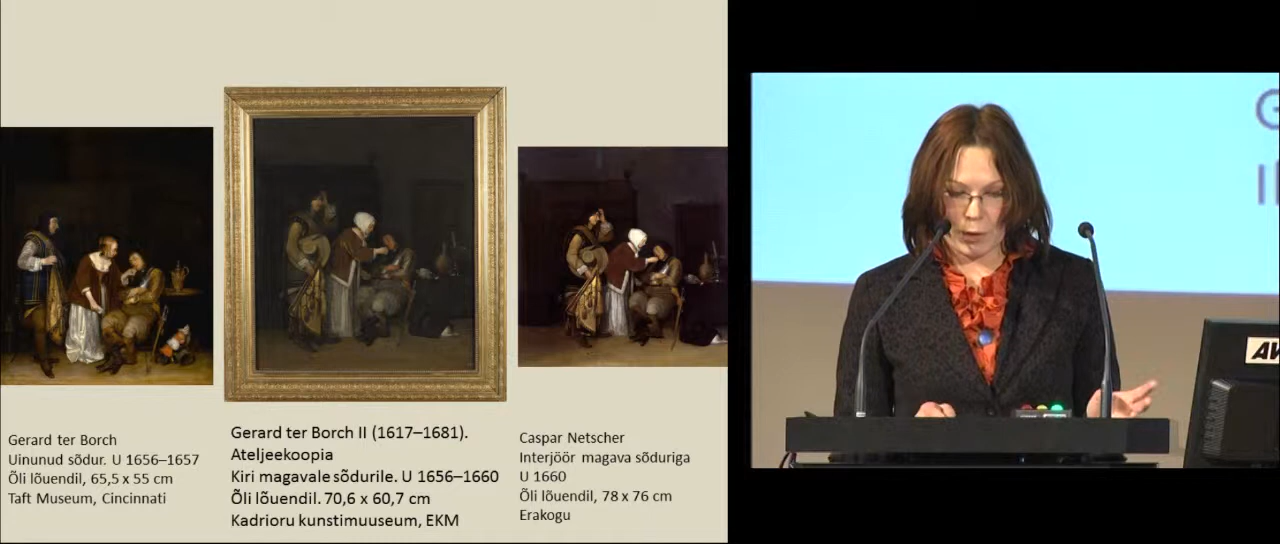 Gerard ter Borch
Uinunud sõdur. U 1656–1657
Õli lõuendil, 65,5 x 55 cm
Taft Museum, Cincinnati
Gerard ter Borch II (1617–1681).
Ateljeekoopia
Kiri magavale sõdurile. U 1656–1660
Õli lõuendil. 70,6 x 60,7 cm
Kadrioru kunstimuuseum, EKM
Caspar Netscher
Interjöör magava sõduriga
U 1660
Õli lõuendil, 78 x 76 cm
Erakogu